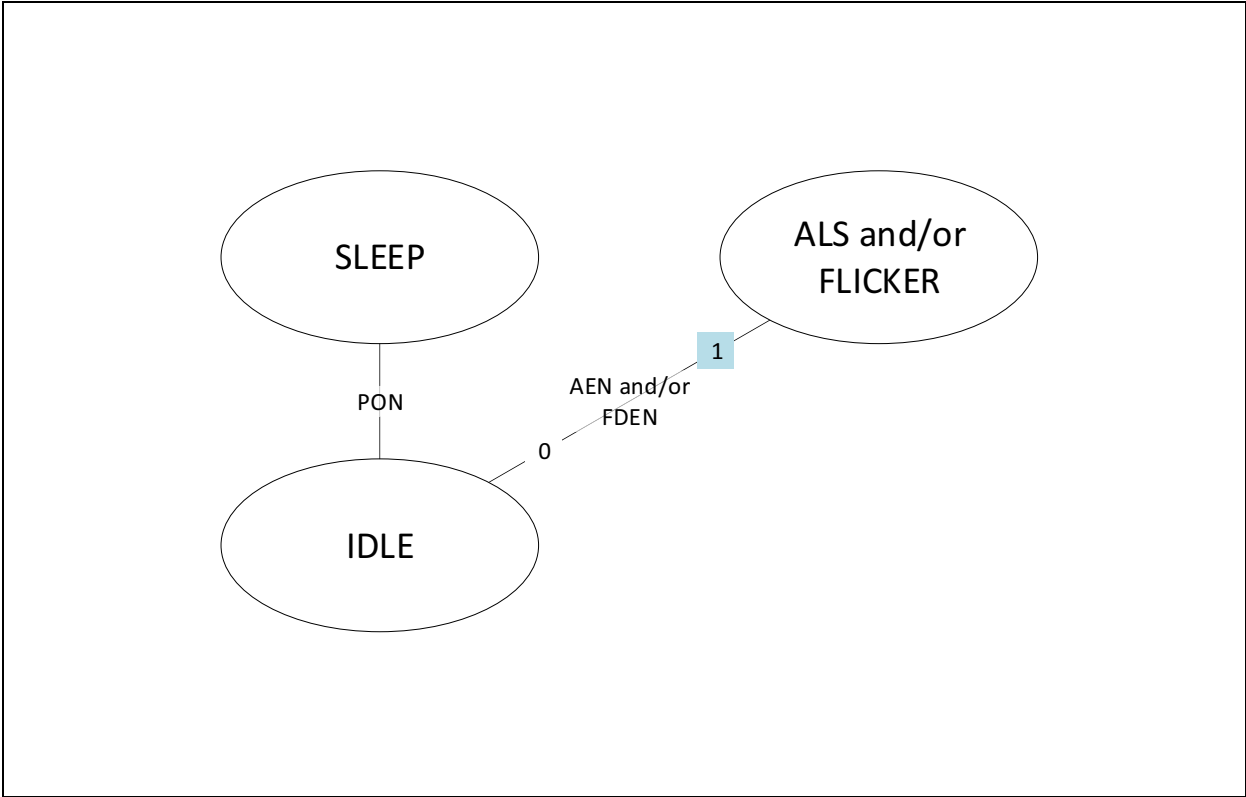 SLEEP
ALS and/or
FLICKER
1
AEN and/or
FDEN
PON
0
IDLE